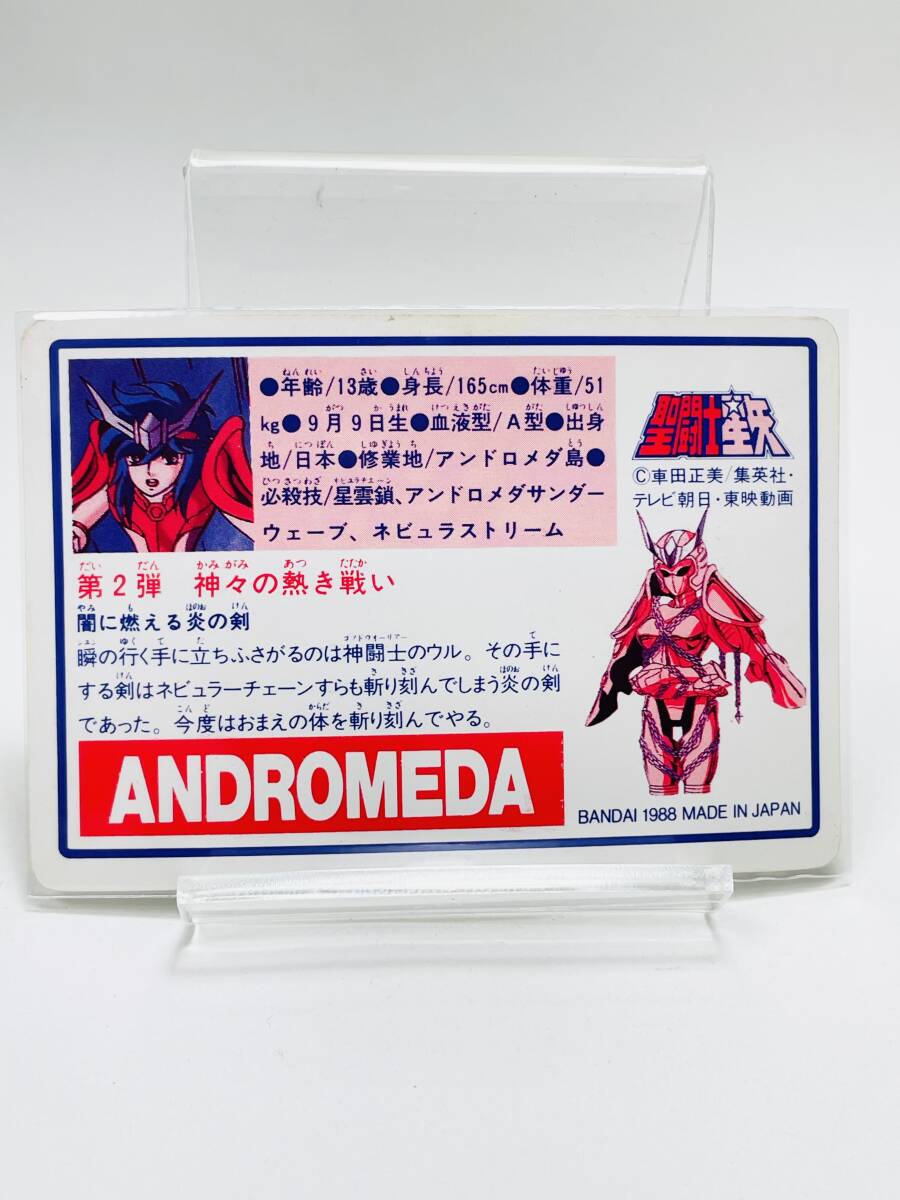 ●年齢/13歳●身長/165cm●体重/51
kg●9月9日生●血液型/A型●出身
地/日本●修業地/アンドロメダ島●
必殺技/星雲鎖、アンドロメダサンダー
ウェーブ、ネビュラストリーム
聖闘士星矢
©車田正美/集英社・
テレビ朝日・東映動画
第2弾 神々の熱き戦い
闇に燃える炎の剣
瞬の行く手に立ちふさがるのは神闘士のウル。その手に
する剣はネビュラーチェーンすらも斬り刻んでしまう炎の剣
であった。今度はおまえの体を斬り刻んでやる。
ANDROMEDA
BANDAI 1988 MADE IN JAPAN